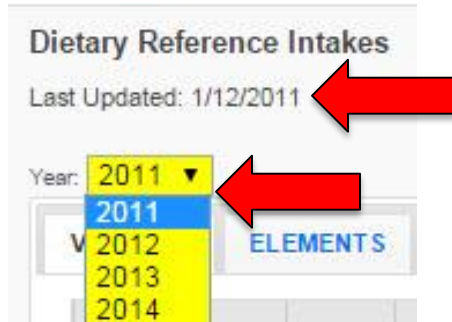 Dietary Reference Intakes
Last Updated: 1/12/2011
Year: 2011
2011
V
ELEMENTS
2012
2013
2014